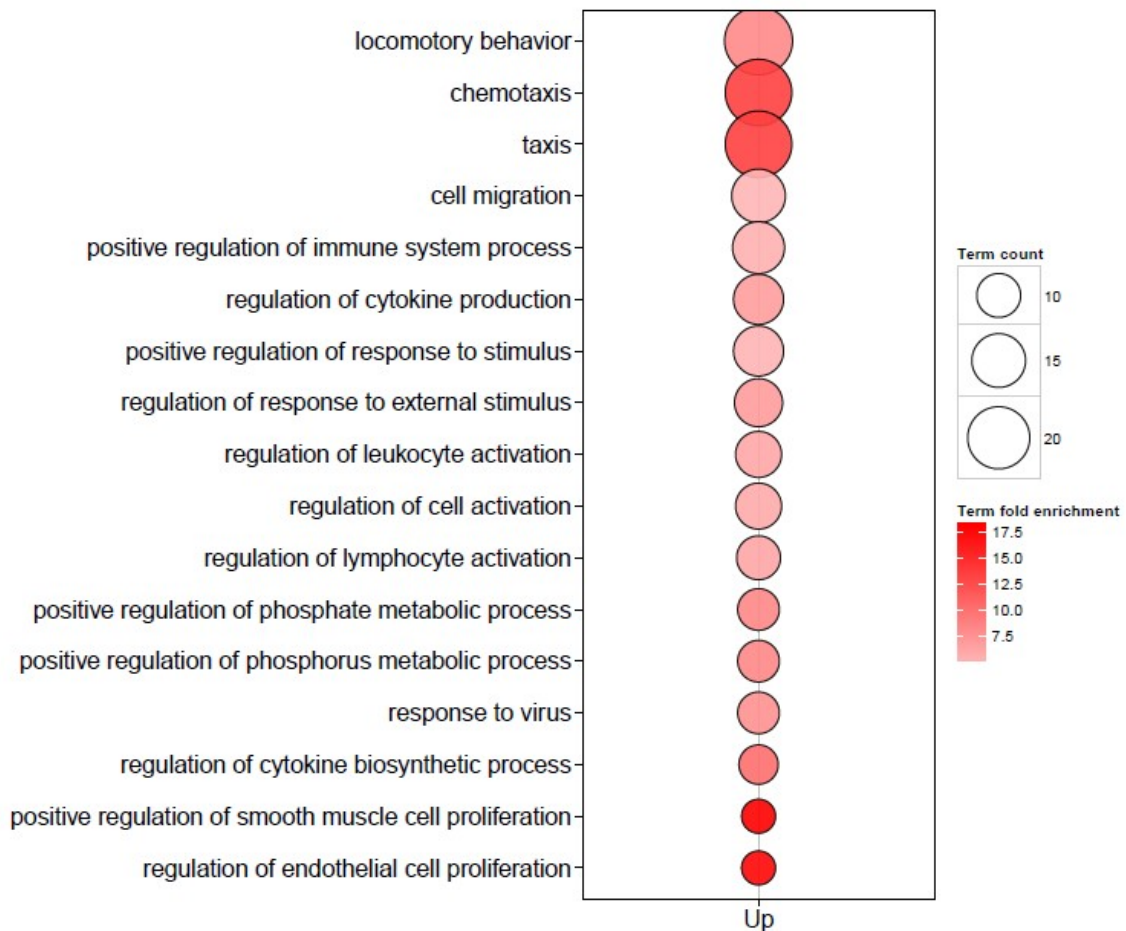 locomotory behavior
chemotaxis
taxis
cell migration
positive regulation of immune system process
regulation of cytokine production
positive regulation of response to stimulus
regulation of response to external stimulus
regulation of leukocyte activation
regulation of cell activation
regulation of lymphocyte activation
positive regulation of phosphate metabolic process
positive regulation of phosphorus metabolic process
response to virus
regulation of cytokine biosynthetic process
positive regulation of smooth muscle cell proliferation
regulation of endothelial cell proliferation
Up
Term count
10
15
20
Term fold enrichment
17.5
15.0
12.5
10.0
7.5